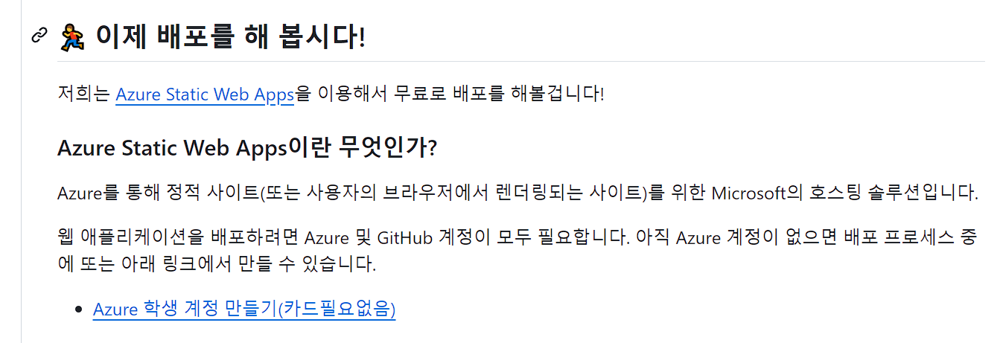 🏃 이제 배포를 해 봅시다!
저희는 Azure Static Web Apps을 이용해서 무료로 배포를 해볼겁니다!
Azure Static Web Apps이란 무엇인가?
Azure를 통해 정적 사이트(또는 사용자의 브라우저에서 렌더링되는 사이트)를 위한 Microsoft의 호스팅 솔루션입니다.
웹 애플리케이션을 배포하려면 Azure 및 GitHub 계정이 모두 필요합니다. 아직 Azure 계정이 없으면 배포 프로세스 중
에 또는 아래 링크에서 만들 수 있습니다.
• Azure 학생 계정 만들기(카드필요없음)